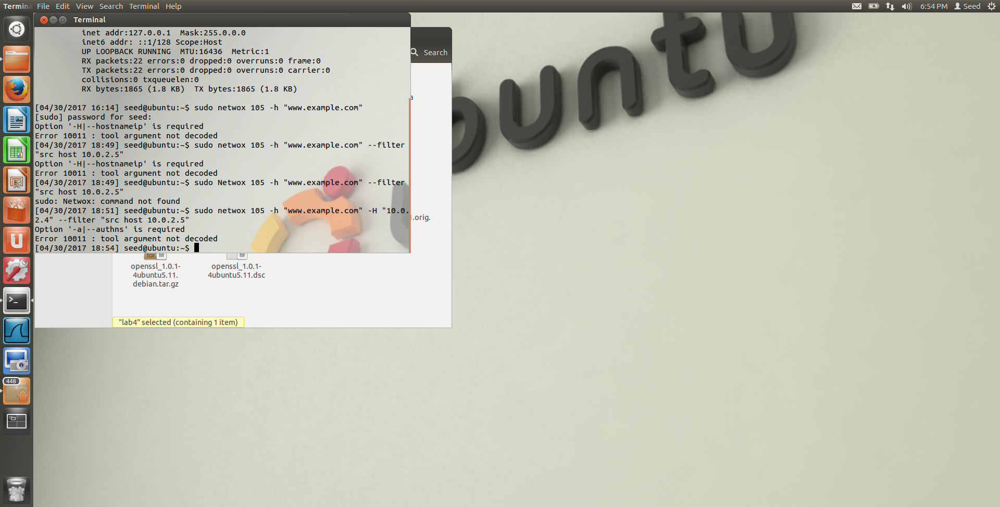 Termina File Edit View Search Terminal Help
6:54 PM Seed
Terminal
inet addr:127.0.0.1  Mask:255.0.0.0
inet6 addr: ::1/128 Scope:Host
UP LOOPBACK RUNNING  MTU:16436  Metric:1
RX packets:22 errors:0 dropped:0 overruns:0 frame:0
TX packets:22 errors:0 dropped:0 overruns:0 carrier:0
collisions:0 txqueuelen:0
RX bytes:1865 (1.8 KB)  TX bytes:1865 (1.8 KB)
[04/30/2017 16:14] seed@ubuntu:~$ sudo netwox 105 -h "www.example.com"
[sudo] password for seed:
Option '-H|--hostnameip' is required
Error 10011 : tool argument not decoded
[04/30/2017 18:49] seed@ubuntu:~$ sudo netwox 105 -h "www.example.com" --filter
"src host 10.0.2.5"
Option '-H|--hostnameip' is required
Error 10011 : tool argument not decoded
[04/30/2017 18:49] seed@ubuntu:~$ sudo Netwox 105 -h "www.example.com" --filter
"src host 10.0.2.5"
sudo: Netwox: command not found
[04/30/2017 18:51] seed@ubuntu:~$ sudo netwox 105 -h "www.example.com" -H "10.0.
2.4" --filter "src host 10.0.2.5"
Option '-a|--authns' is required
Error 10011 : tool argument not decoded
[04/30/2017 18:54] seed@ubuntu:~$
Search
a
.orig.
tar.
openssl_1.0.1-
4ubuntu5.11.
debian.tar.gz
openssl_1.0.1-
4ubuntu5.11.dsc
"lab4" selected (containing 1 item)
448
ubuntu